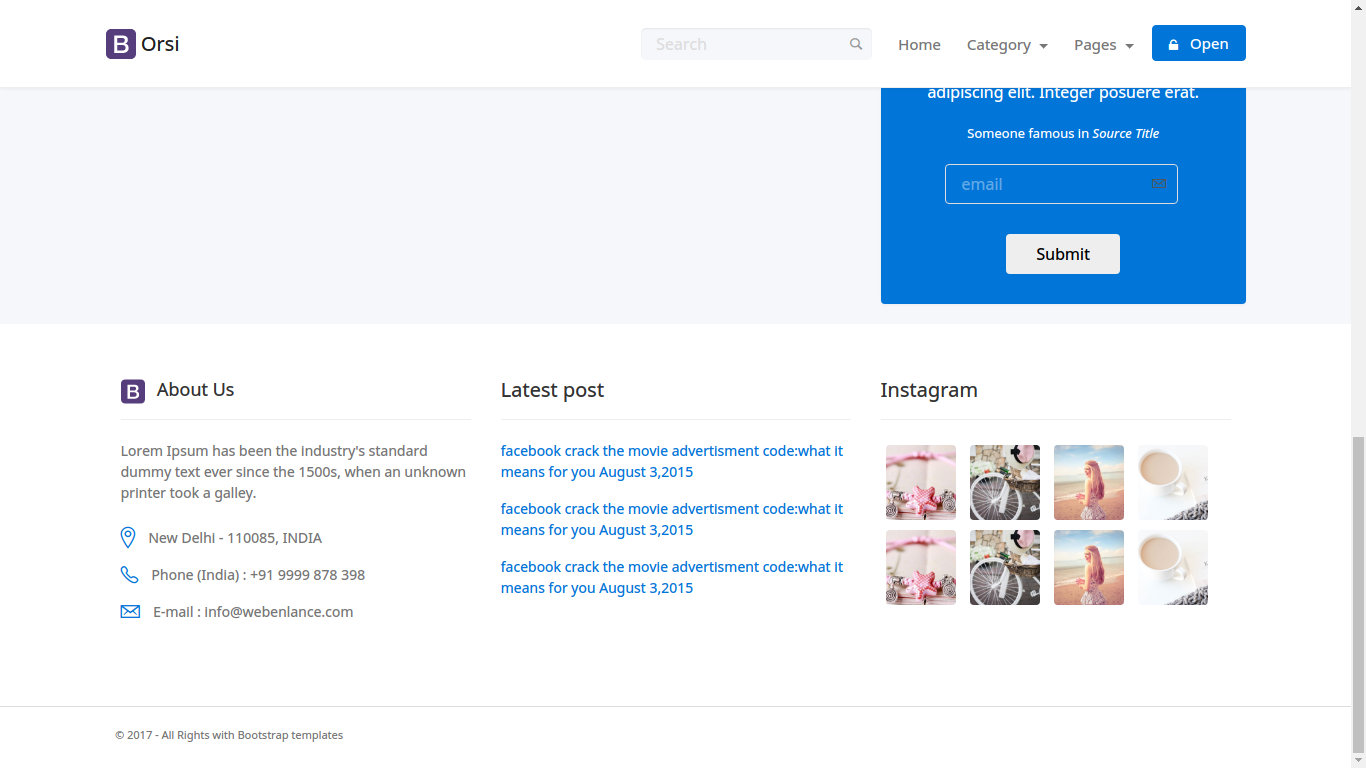 B Orsi
Search
Home
Category
Pages
Open
adipiscing elit. Integer posuere erat.
Someone famous in Source Title
email
Submit
B About Us
Lorem Ipsum has been the industry's standard
dummy text ever since the 1500s, when an unknown
printer took a galley.
New Delhi - 110085, INDIA
Phone (India) : +91 9999 878 398
E-mail : info@webenlance.com
Latest post
facebook crack the movie advertisment code:what it
means for you August 3,2015
facebook crack the movie advertisment code:what it
means for you August 3,2015
facebook crack the movie advertisment code:what it
means for you August 3,2015
Instagram
© 2017 - All Rights with Bootstrap templates